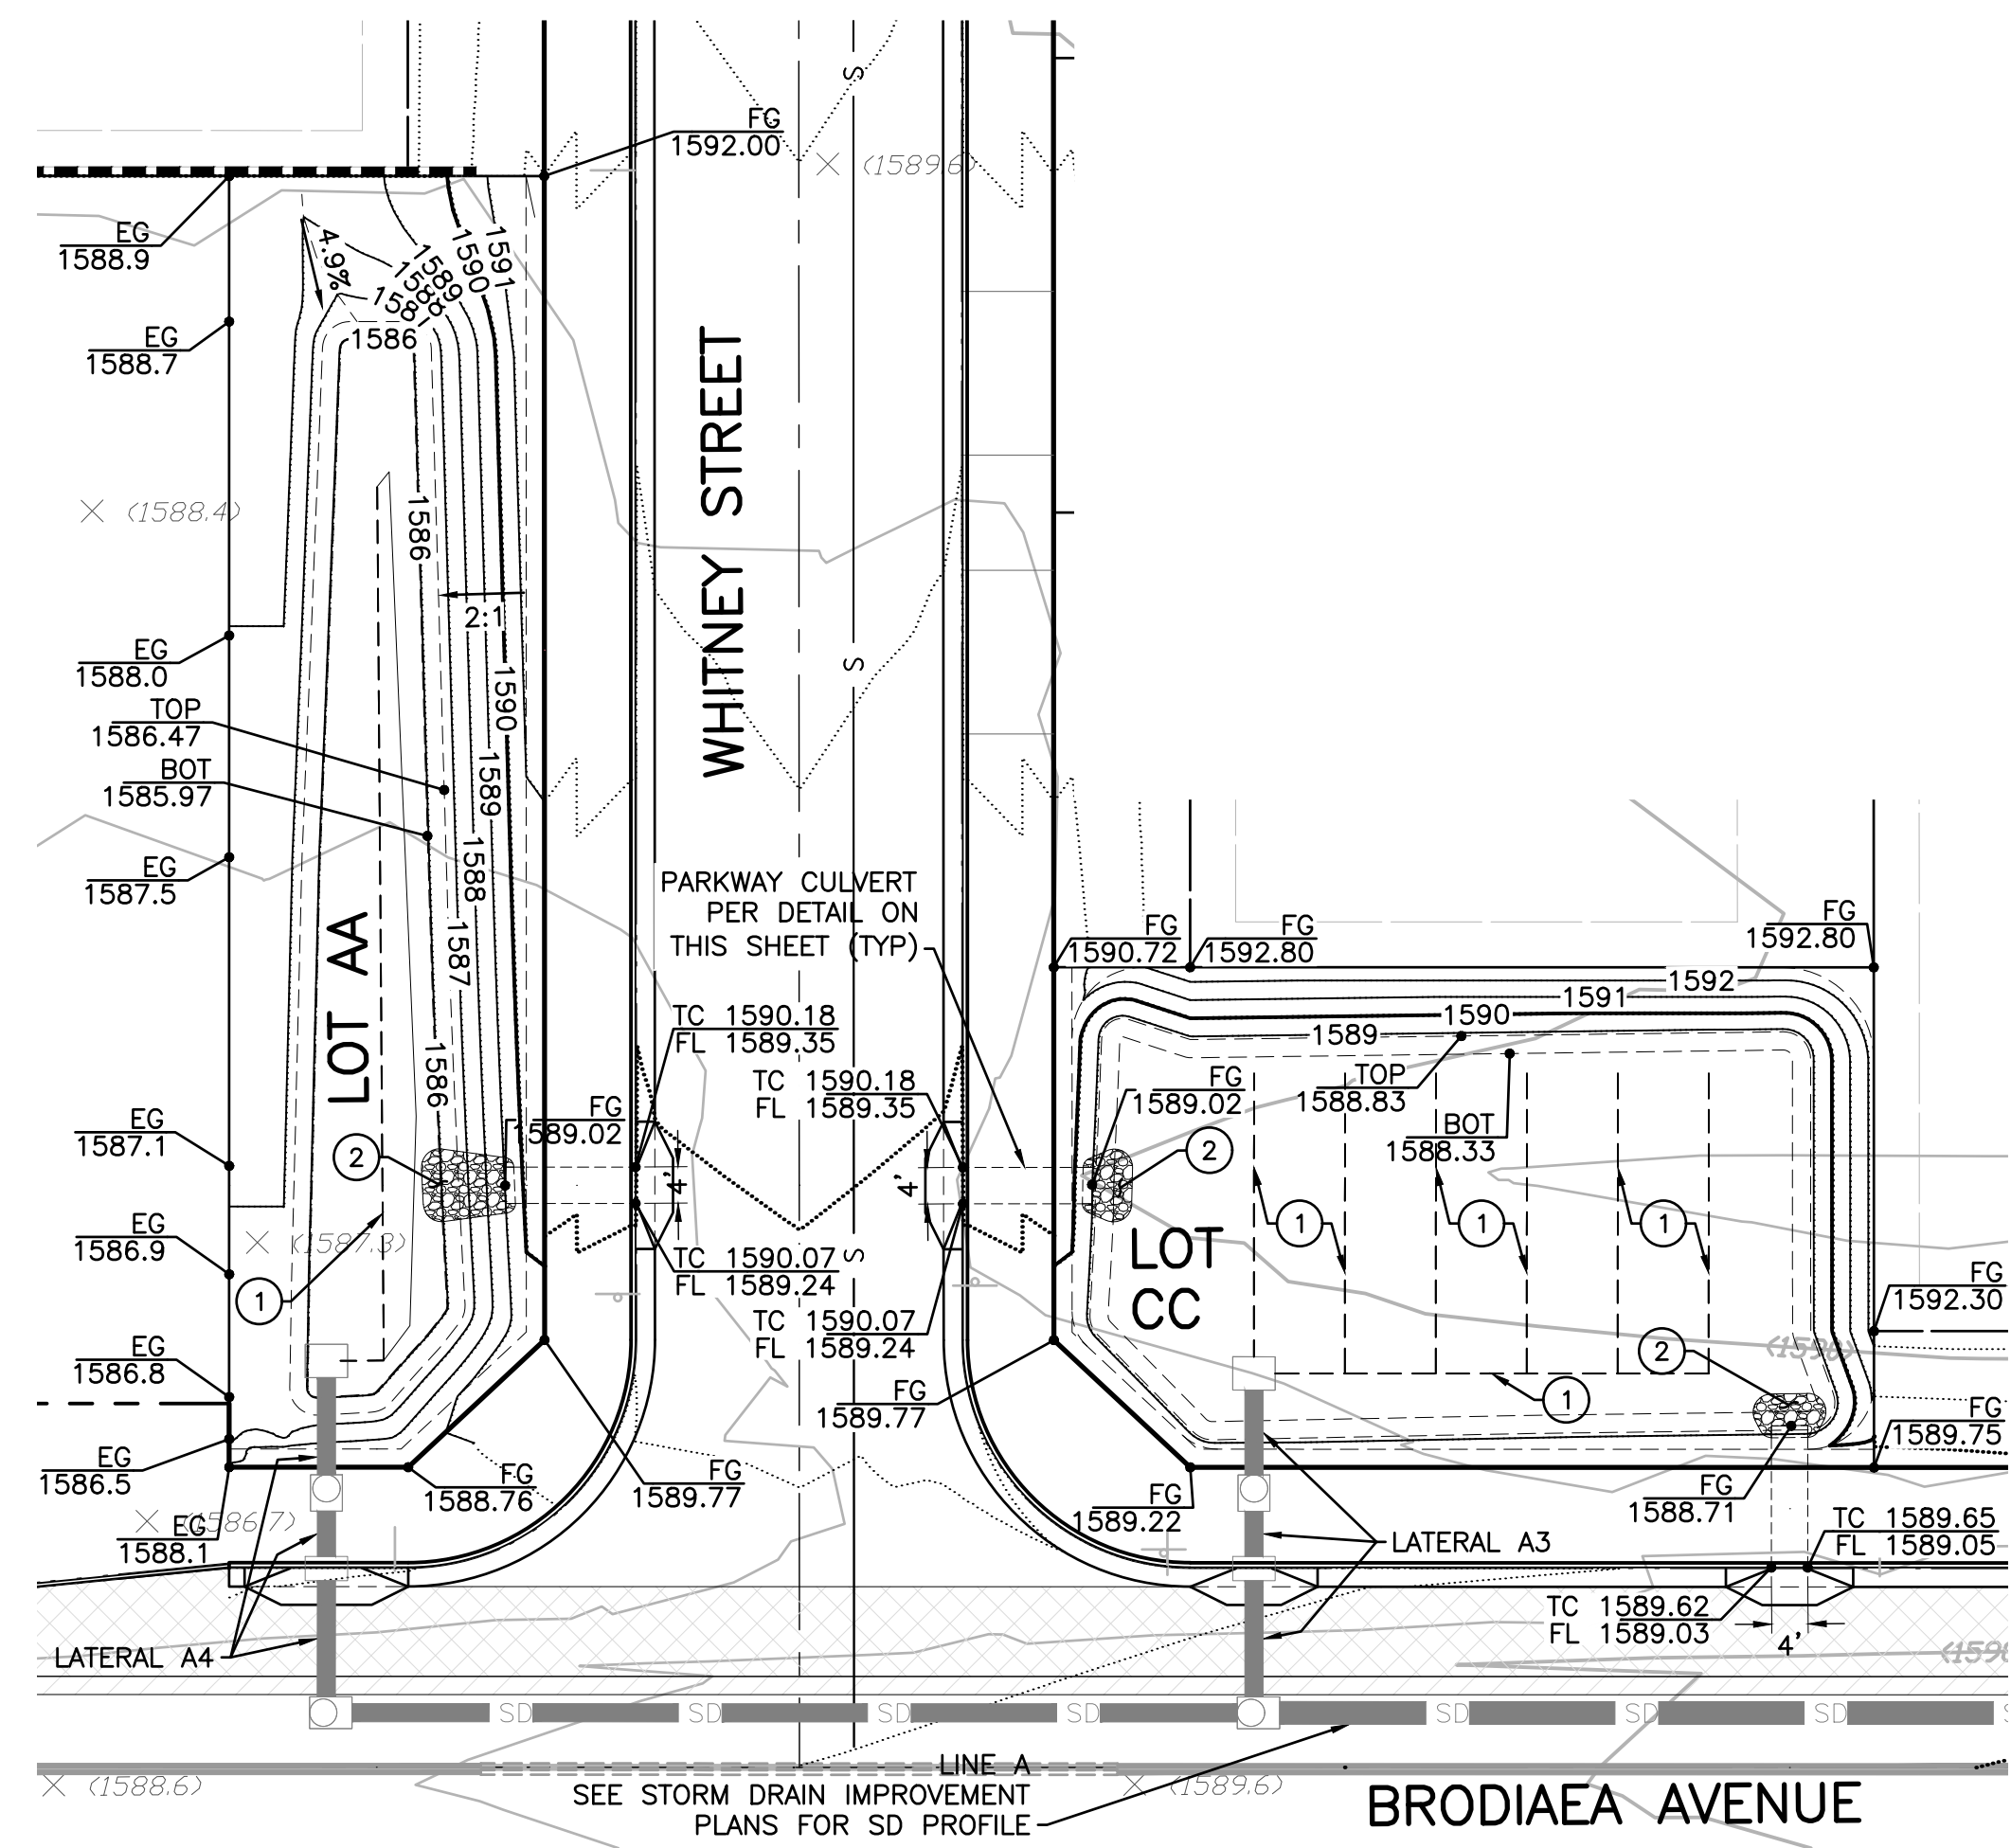 FG
1592.00
(1589.6)
EG
1588.9
4.9%
1588
1589
1590
1591
158
1586
EG
1588.7
WHITNEY STREET
(1588.4)
1586
2:1
EG
1588.0
TOP
1586.47
BOT
1585.97
1590
1589
1588
1587
1586
EG
1587.5
LOT AA
S
S
S
PARKWAY CULVERT
PER DETAIL ON
THIS SHEET (TYP)
FG
1590.72
FG
1592.80
FG
1592.80
1592
1591
1590
1589
TC 1590.18
FL 1589.35
TC 1590.18
FL 1589.35
FG
589.02
FG
1589.02
TOP
1588.83
BOT
1588.33
EG
1587.1
2
4'
4'
2
1
1
1
EG
1586.9
(1587.3)
1
TC 1590.07
FL 1589.24
TC 1590.07
FL 1589.24
LOT
CC
FG
1592.30
(1590)
2
1
EG
1586.8
FG
1589.77
FG
1589.75
EG
1586.5
FG
1588.76
FG
1589.77
FG
1589.22
FG
1588.71
(1586.7)
EG
1588.1
LATERAL A3
TC 1589.65
FL 1589.05
TC 1589.62
FL 1589.03
4'
LATERAL A4
(1590
SD SD SD SD SD SD SD
LINE A
SEE STORM DRAIN IMPROVEMENT
PLANS FOR SD PROFILE
(1588.6)
(1589.6)
BRODIAEA AVENUE